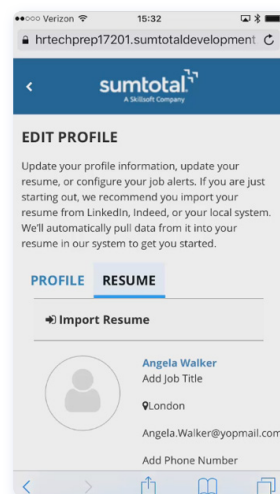 Verizon 15:32
hrtechprep17201.sumtotaldevelopment
sumtotal
A Skillsoft Company
EDIT PROFILE
Update your profile information, update your
resume, or configure your job alerts. If you are just
starting out, we recommend you import your
resume from LinkedIn, Indeed, or your local system.
We'll automatically pull data from it into your
resume in our system to get you started.
PROFILE RESUME
Import Resume
Angela Walker
Add Job Title
London
Angela.Walker@yopmail.com
Add Phone Number